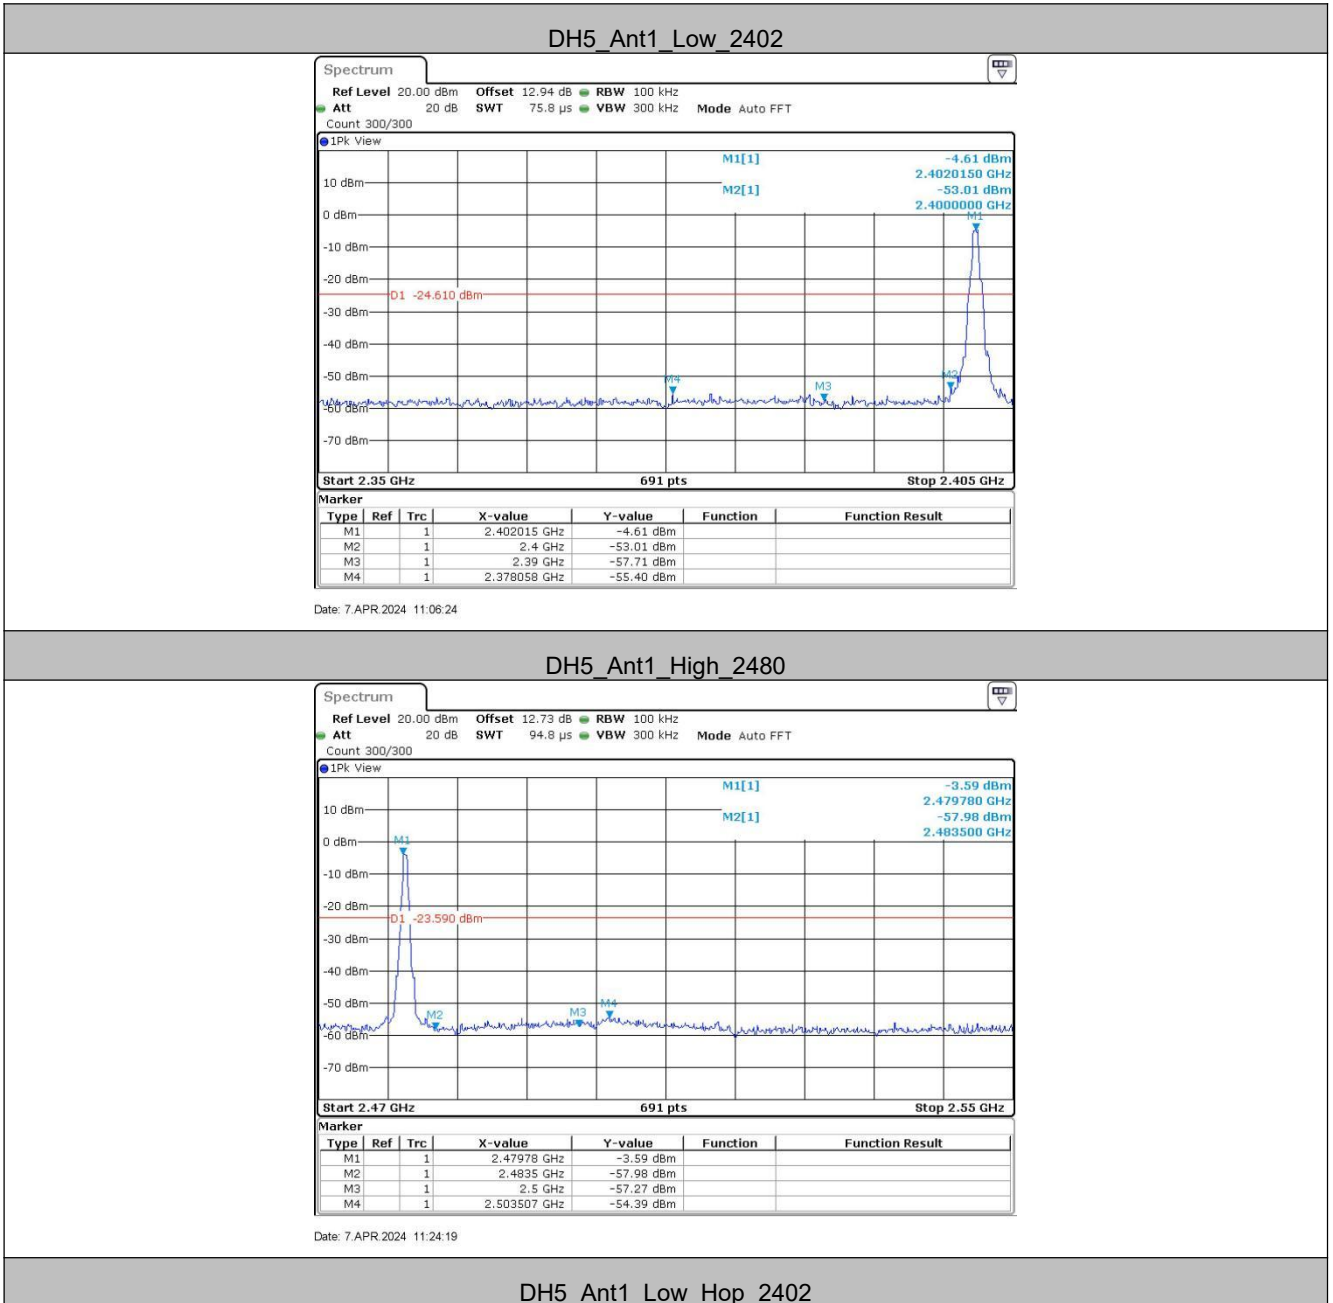 DH5_Ant1_Low_2402
Spectrum
Ref Level 20.00 dBm Offset 12.94 dB RBW 100 kHz
Att 20 dB SWT 75.8 µs VBW 300 kHz Mode Auto FFT
Count 300/300
1Pk View
M1[1] -4.61 dBm
2.4020150 GHz
10 dBm
M2[1] -53.01 dBm
2.4000000 GHz
0 dBm
M1
-10 dBm
-20 dBm
D1 -24.610 dBm
-30 dBm
-40 dBm
-50 dBm
M4 M3 M2
-60 dBm
-70 dBm
Start 2.35 GHz 691 pts Stop 2.405 GHz
Marker
Type Ref Trc X-value Y-value Function Function Result
M1 1 2.402015 GHz -4.61 dBm
M2 1 2.4 GHz -53.01 dBm
M3 1 2.39 GHz -57.71 dBm
M4 1 2.378058 GHz -55.40 dBm
Date: 7.APR.2024 11:06:24
DH5_Ant1_High_2480
Spectrum
Ref Level 20.00 dBm Offset 12.73 dB RBW 100 kHz
Att 20 dB SWT 94.8 µs VBW 300 kHz Mode Auto FFT
Count 300/300
1Pk View
M1[1] -3.59 dBm
2.479780 GHz
10 dBm
M2[1] -57.98 dBm
2.483500 GHz
0 dBm
M1
-10 dBm
-20 dBm
D1 -23.590 dBm
-30 dBm
-40 dBm
-50 dBm
M2 M3 M4
-60 dBm
-70 dBm
Start 2.47 GHz 691 pts Stop 2.55 GHz
Marker
Type Ref Trc X-value Y-value Function Function Result
M1 1 2.47978 GHz -3.59 dBm
M2 1 2.4835 GHz -57.98 dBm
M3 1 2.5 GHz -57.27 dBm
M4 1 2.503507 GHz -54.39 dBm
Date: 7.APR.2024 11:24:19
DH5_Ant1_Low_Hop_2402